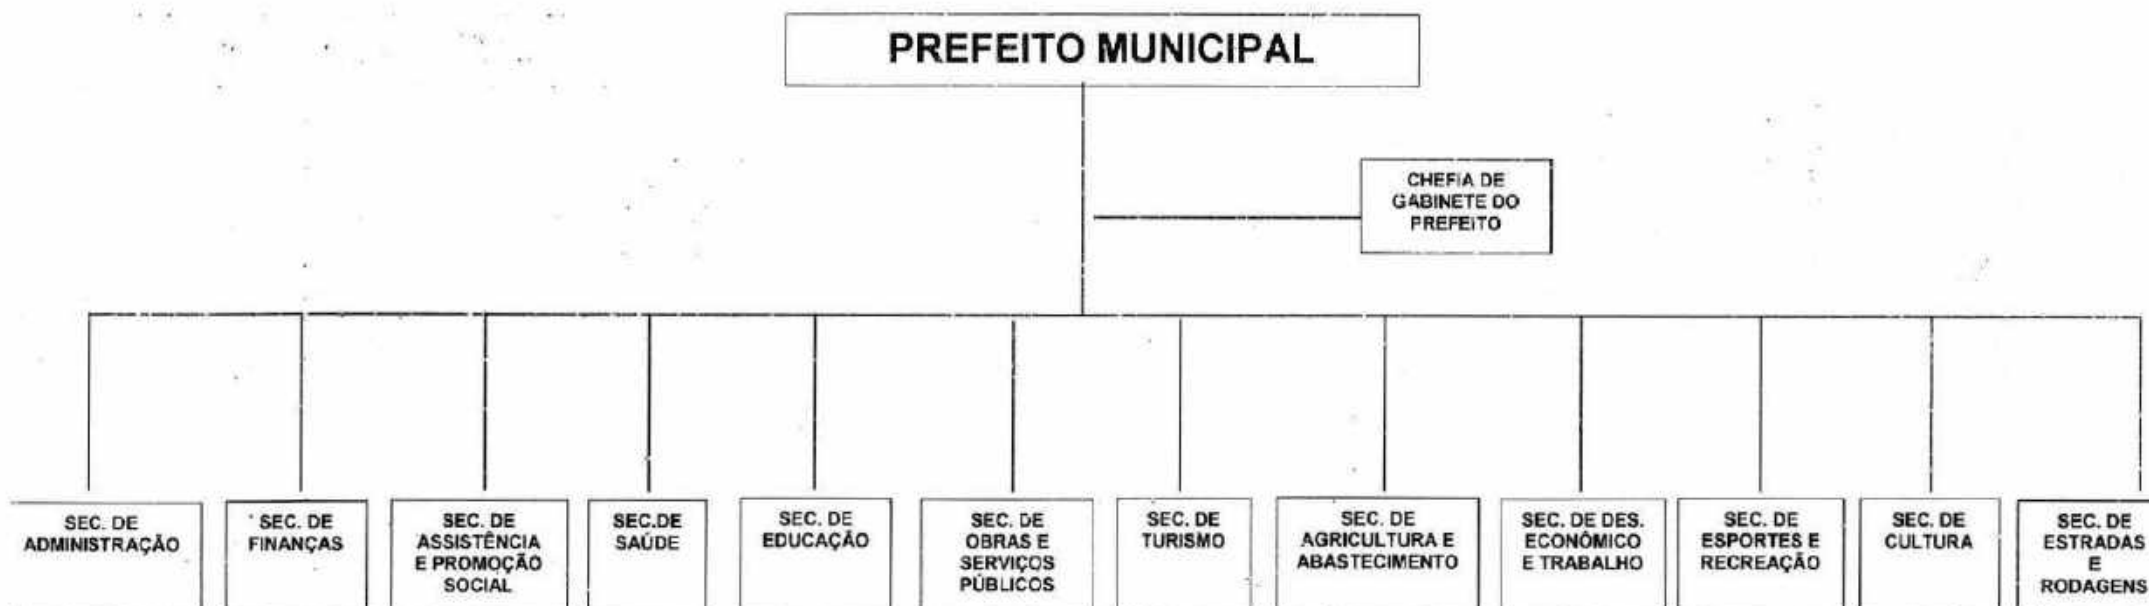 PREFEITO MUNICIPAL
CHEFIA DE
GABINETE DO
PREFEITO
SEC. DE
ADMINISTRAÇÃO
SEC. DE
FINANÇAS
SEC. DE
ASSISTÊNCIA
E PROMOÇÃO
SOCIAL
SEC.DE
SAÚDE
SEC. DE
EDUCAÇÃO
SEC. DE
OBRAS E
SERVIÇOS
PÚBLICOS
SEC. DE
TURISMO
SEC. DE
AGRICULTURA E
ABASTECIMENTO
SEC. DE DES.
ECONÔMICO
E TRABALHO
SEC. DE
ESPORTES E
RECREAÇÃO
SEC. DE
CULTURA
SEC. DE
ESTRADAS
E
RODAGENS